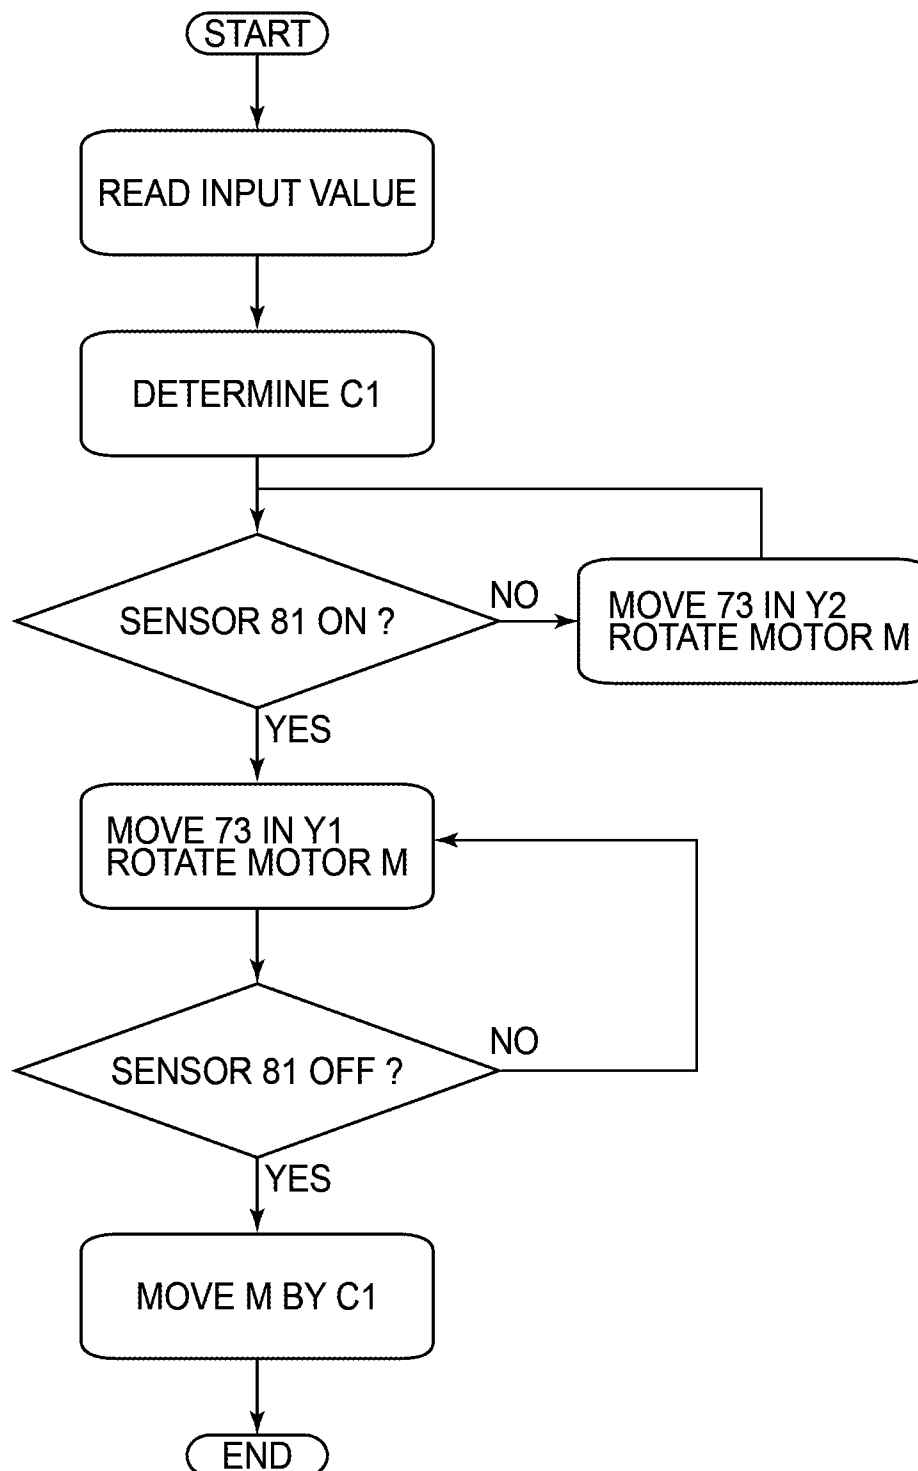 START
READ INPUT VALUE
DETERMINE C1
SENSOR 81 ON ?
NO
MOVE 73 IN Y2
ROTATE MOTOR M
YES
MOVE 73 IN Y1
ROTATE MOTOR M
SENSOR 81 OFF ?
NO
YES
MOVE M BY C1
END